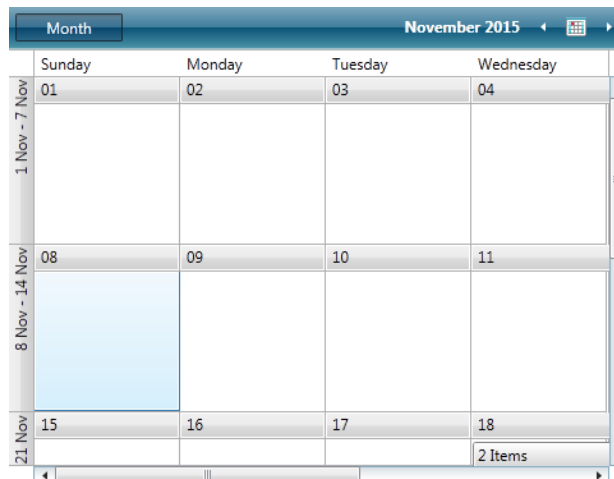 Month
November 2015
Sunday Monday Tuesday Wednesday
1 Nov - 7 Nov
01 02 03 04
8 Nov - 14 Nov
08 09 10 11
21 Nov
15 16 17 18
2 Items